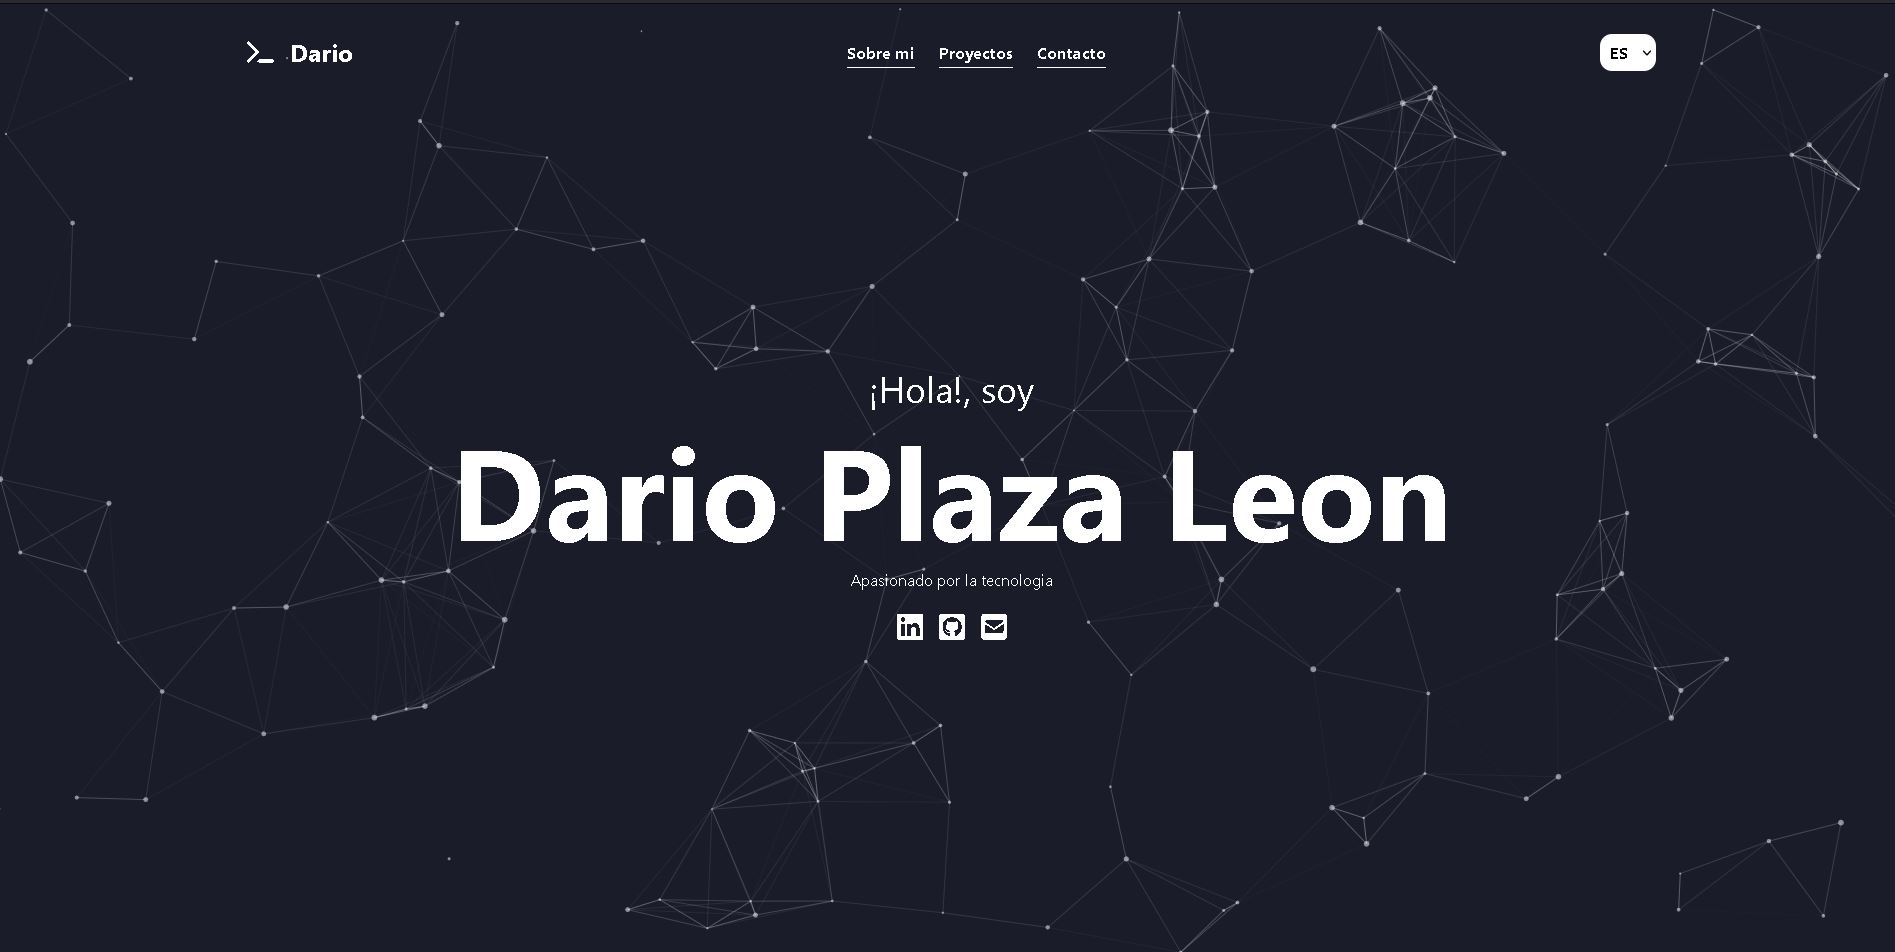 Dario
Sobre mi Proyectos Contacto
ES
¡Hola!, soy
Dario Plaza Leon
Apasionado por la tecnologia